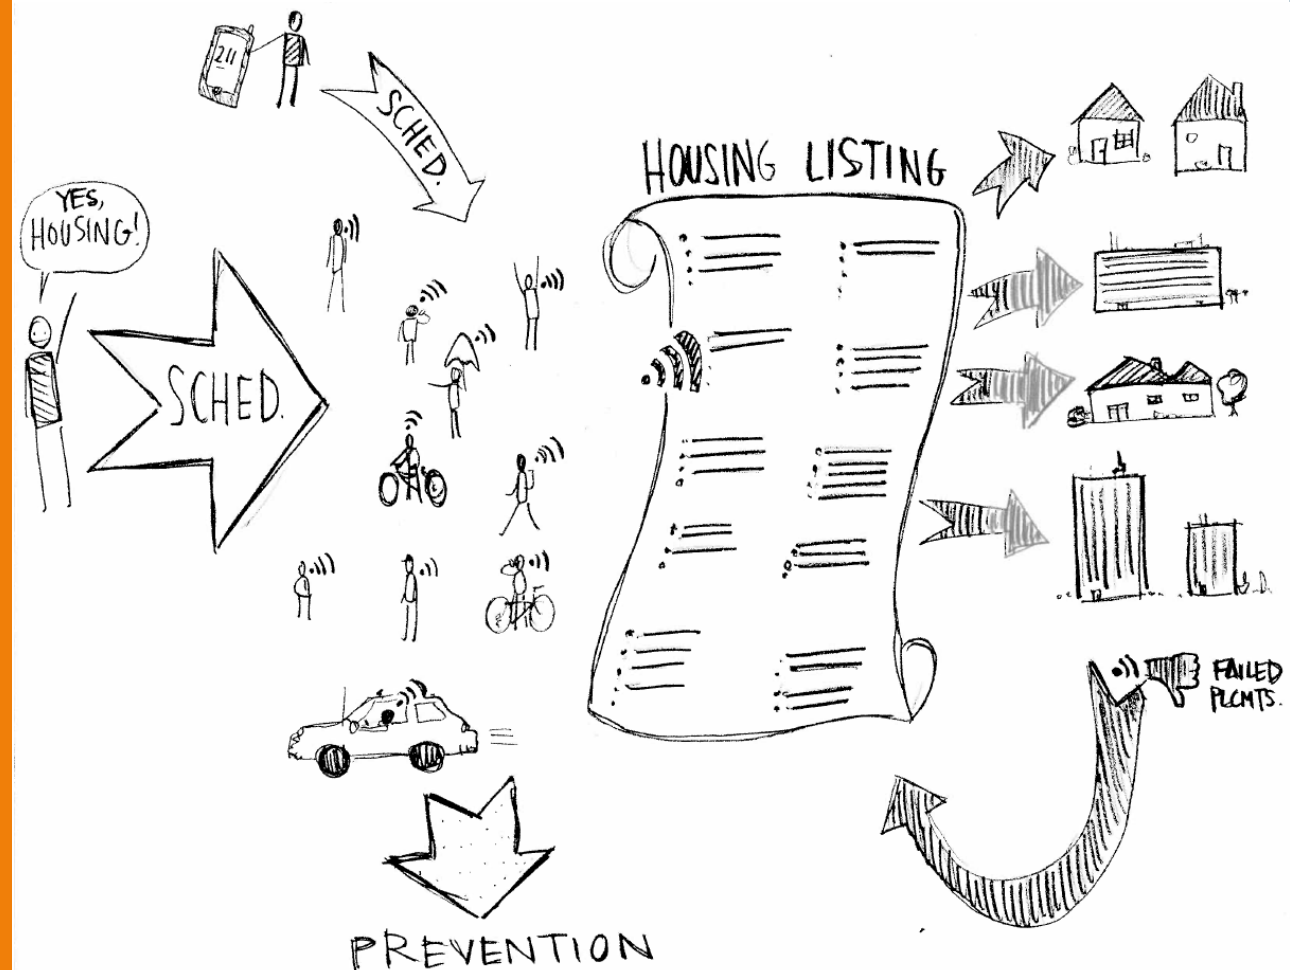 211
SCHED.
YES,
HOUSING!
HOUSING LISTING
SCHED.
FAILED
PLCMTS.
PREVENTION